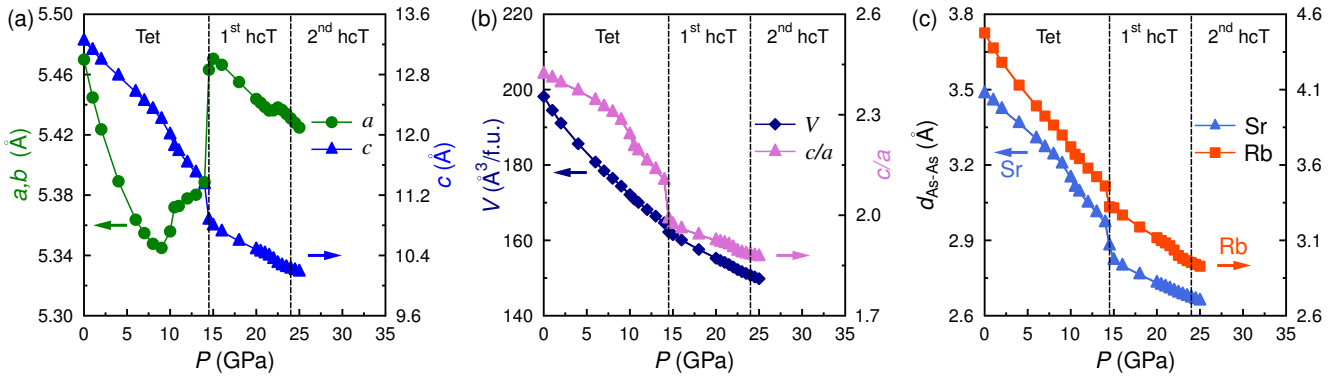 (a)
5.50
5.46
5.42
5.38
5.34
5.30
a,b (Å)
Tet
1st hcT
2nd hcT
a
c
13.6
12.8
12.0
11.2
10.4
9.6
c (Å)
0 5 10 15 20 25 30 35
P (GPa)
(b)
220
200
180
160
140
V (Å3/f.u.)
Tet
1st hcT
2nd hcT
V
c/a
2.6
2.3
2.0
1.7
c/a
0 5 10 15 20 25 30 35
P (GPa)
(c)
3.8
3.5
3.2
2.9
2.6
dAs-As (Å)
Tet
1st hcT
2nd hcT
Sr
Rb
Sr
Rb
4.6
4.1
3.6
3.1
2.6
0 5 10 15 20 25 30 35
P (GPa)